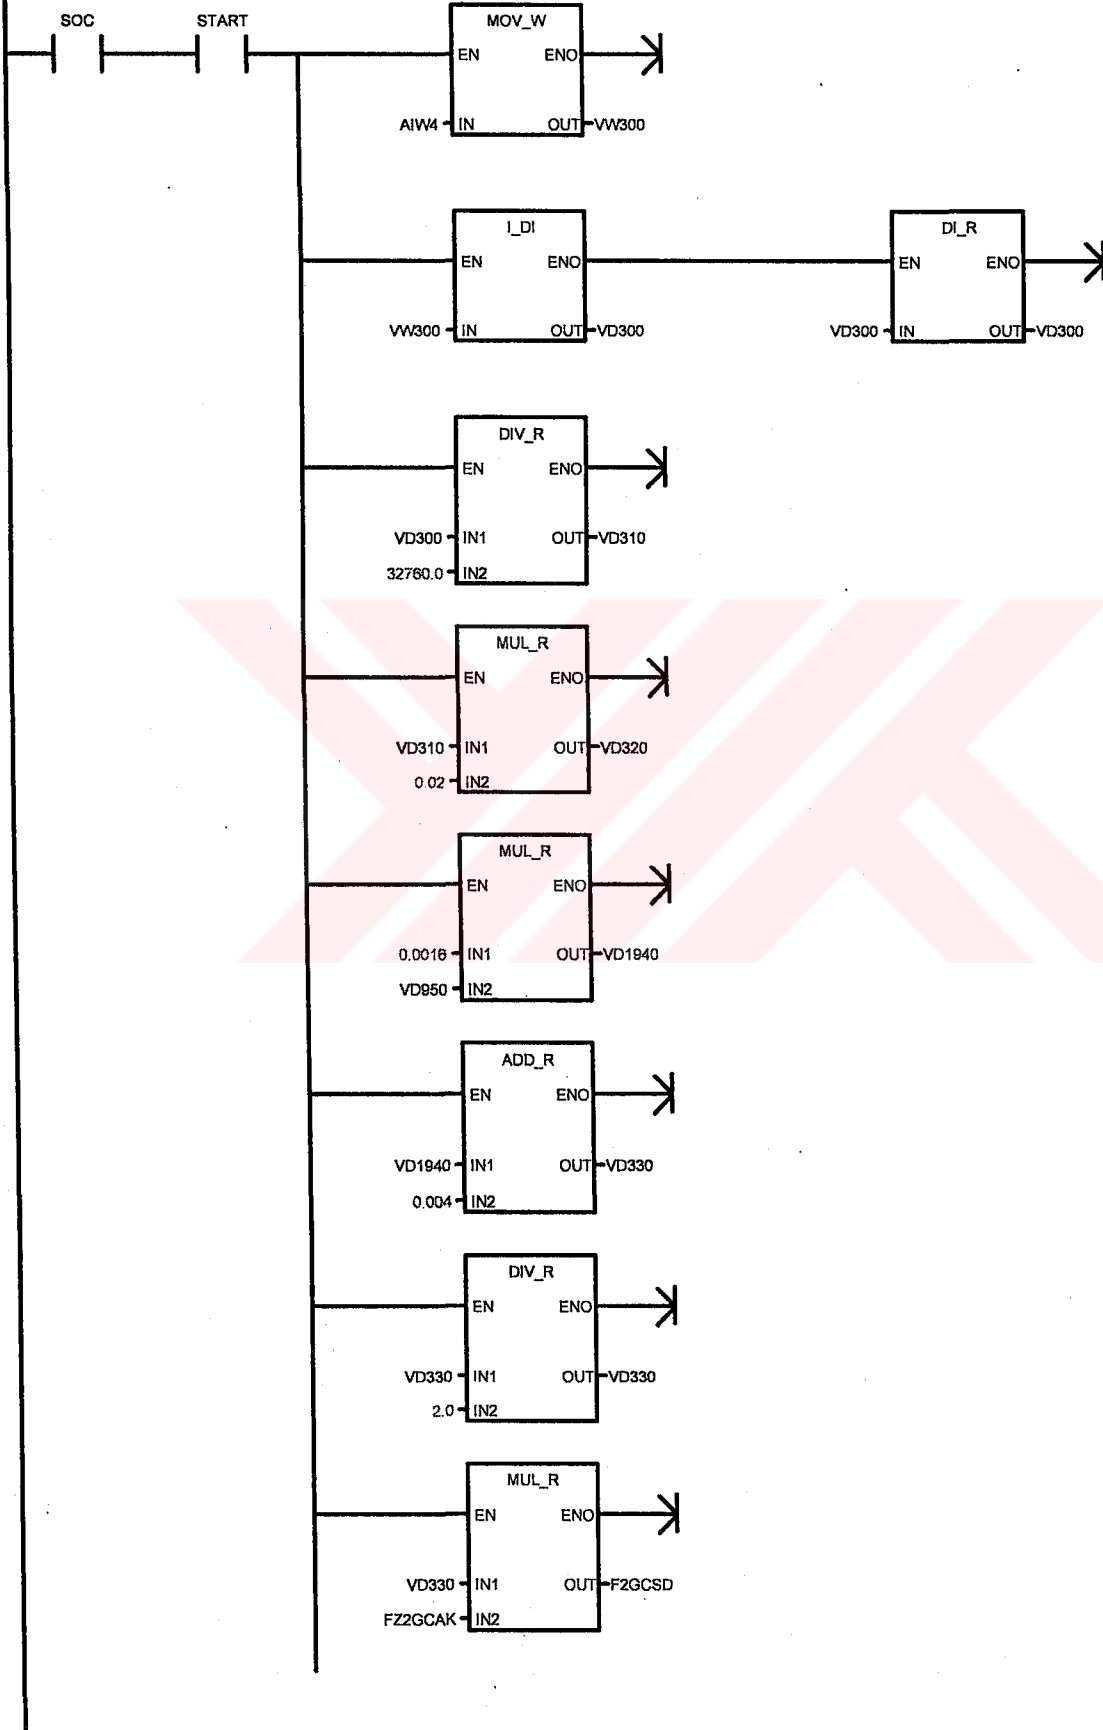 SOC START MOV_W
EN ENO
AIW4 IN OUT VW300
I_DI DI_R
EN ENO EN ENO
VW300 IN OUT VD300 VD300 IN OUT VD300
DIV_R
EN ENO
VD300 IN1 OUT VD310
32760.0 IN2
MUL_R
EN ENO
VD310 IN1 OUT VD320
0.02 IN2
MUL_R
EN ENO
0.0016 IN1 OUT VD1940
VD950 IN2
ADD_R
EN ENO
VD1940 IN1 OUT VD330
0.004 IN2
DIV_R
EN ENO
VD330 IN1 OUT VD330
2.0 IN2
MUL_R
EN ENO
VD330 IN1 OUT F2GCSD
FZ2GCAK IN2